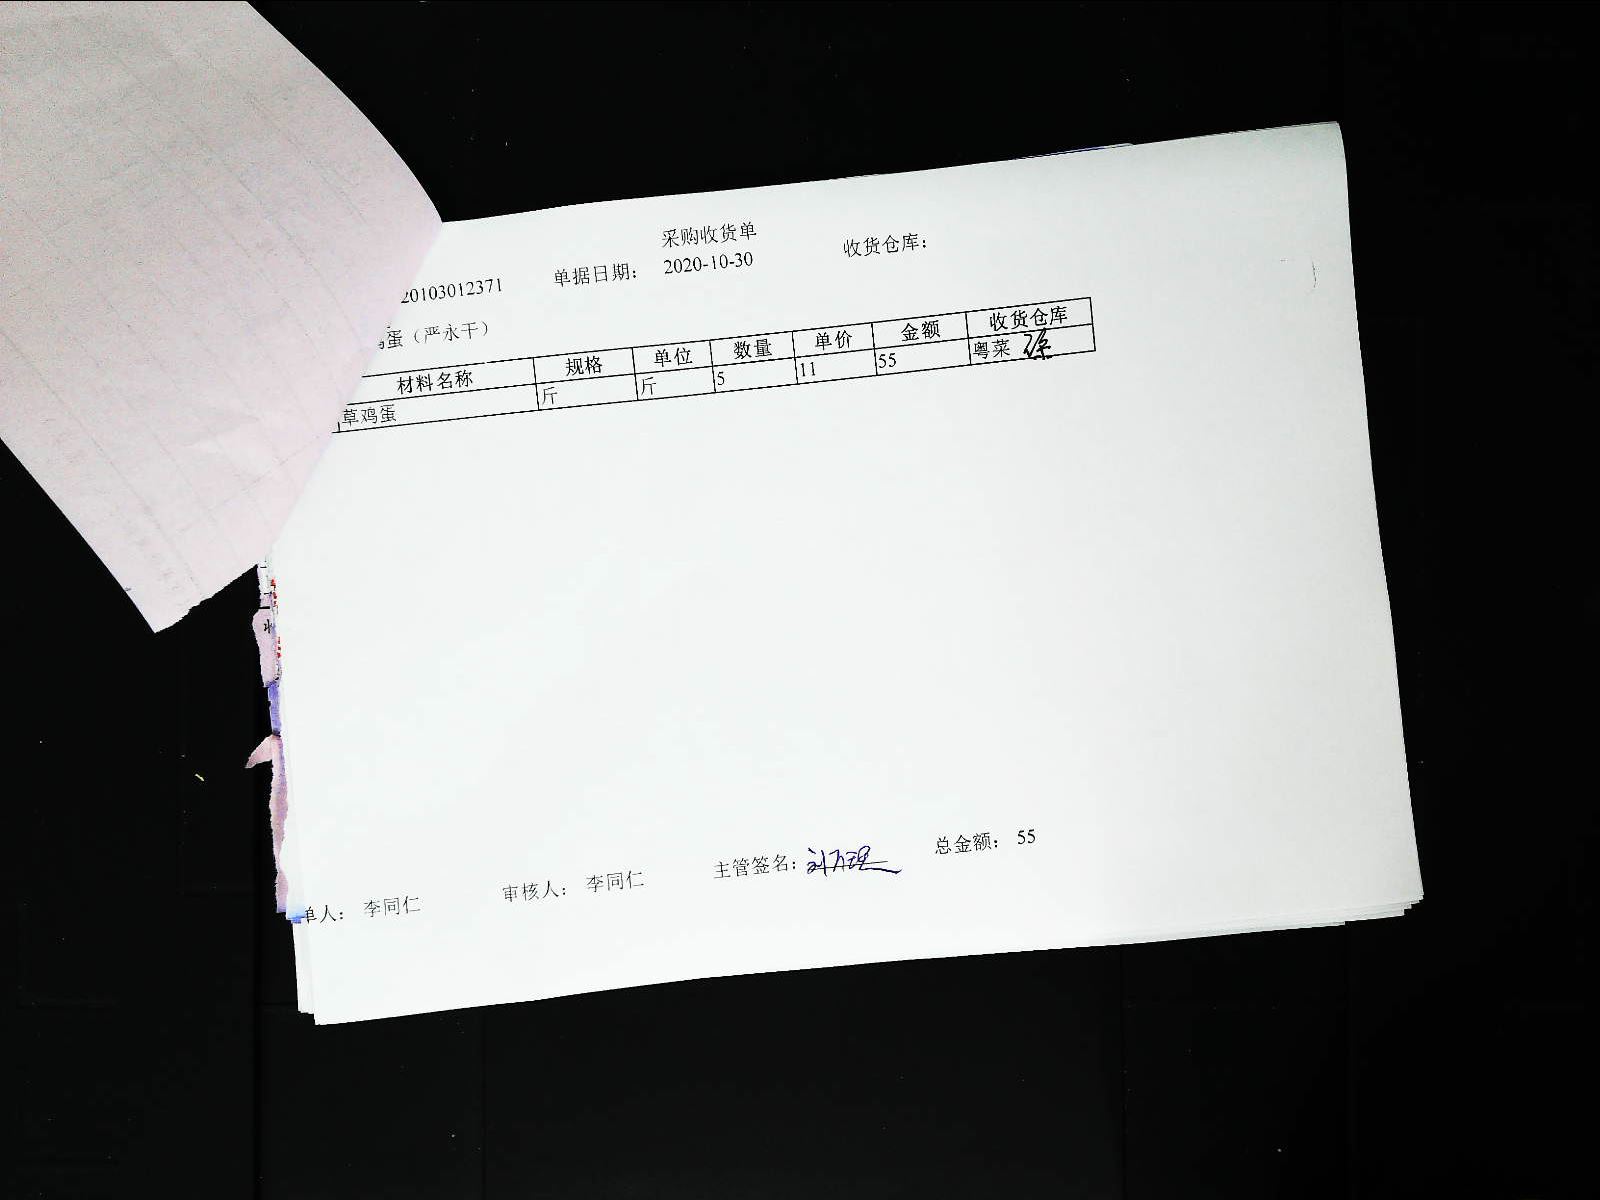 采购收货单
20103012371 单据日期： 2020-10-30 收货仓库：
蛋（严永干）
材料名称 规格 单位 数量 单价 金额 收货仓库
草鸡蛋 斤 斤 5 11 55 粤菜
单人： 李同仁 审核人： 李同仁 主管签名： 总金额： 55